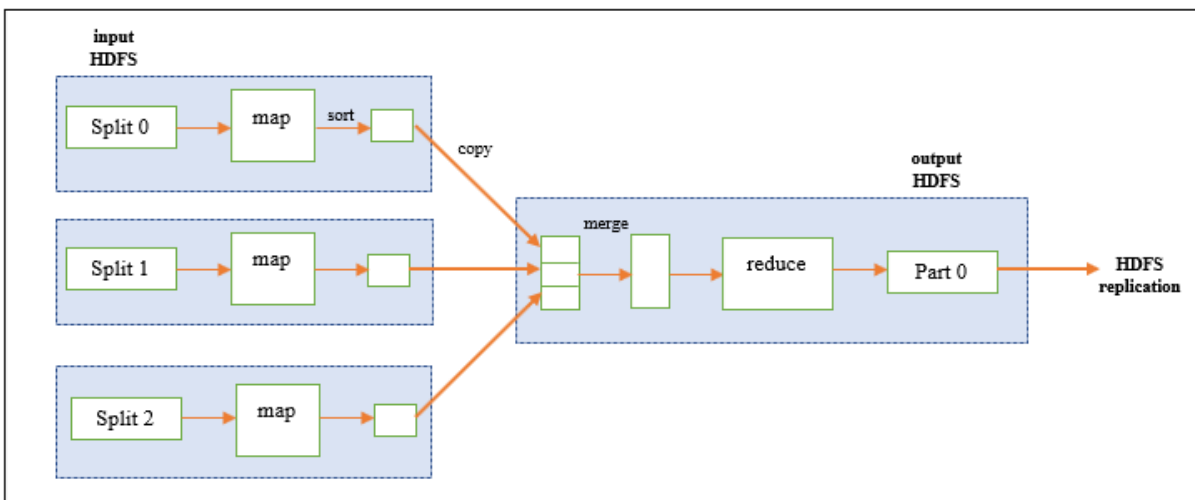 input
HDFS
Split 0
map
sort
copy
output
HDFS
Split 1
map
merge
reduce
Part 0
HDFS
replication
Split 2
map